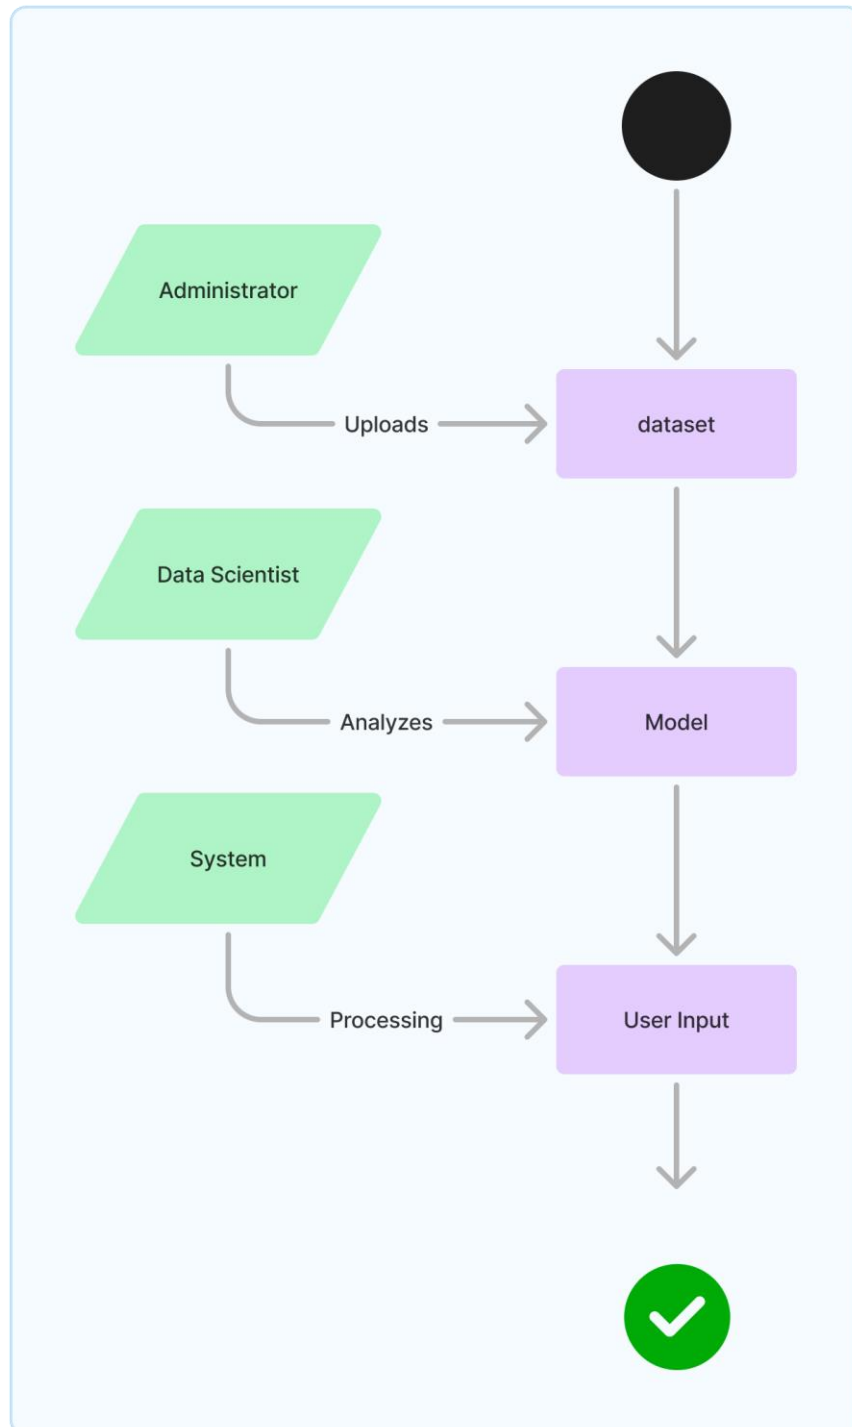 Administrator
Uploads
dataset
Data Scientist
Analyzes
Model
System
Processing
User Input